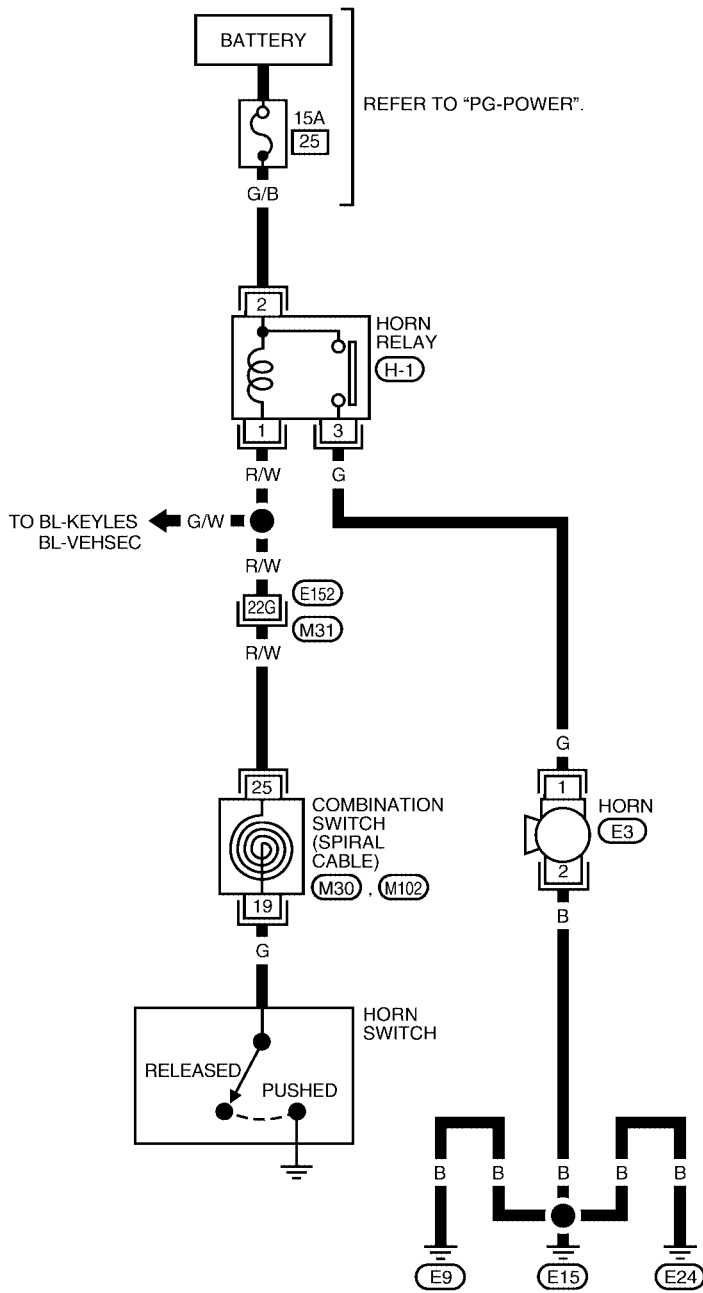 BATTERY
REFER TO “PG-POWER”.
15A
25
G/B
2
HORN
RELAY
H-1
1
3
R/W
G
TO BL-KEYLES
BL-VEHSEC
G/W
R/W
22G
E152
M31
R/W
G
25
COMBINATION
SWITCH
(SPIRAL
CABLE)
M30 , M102
19
1
HORN
E3
2
B
G
HORN
SWITCH
RELEASED
PUSHED
B
B
B
B
B
E9
E15
E24